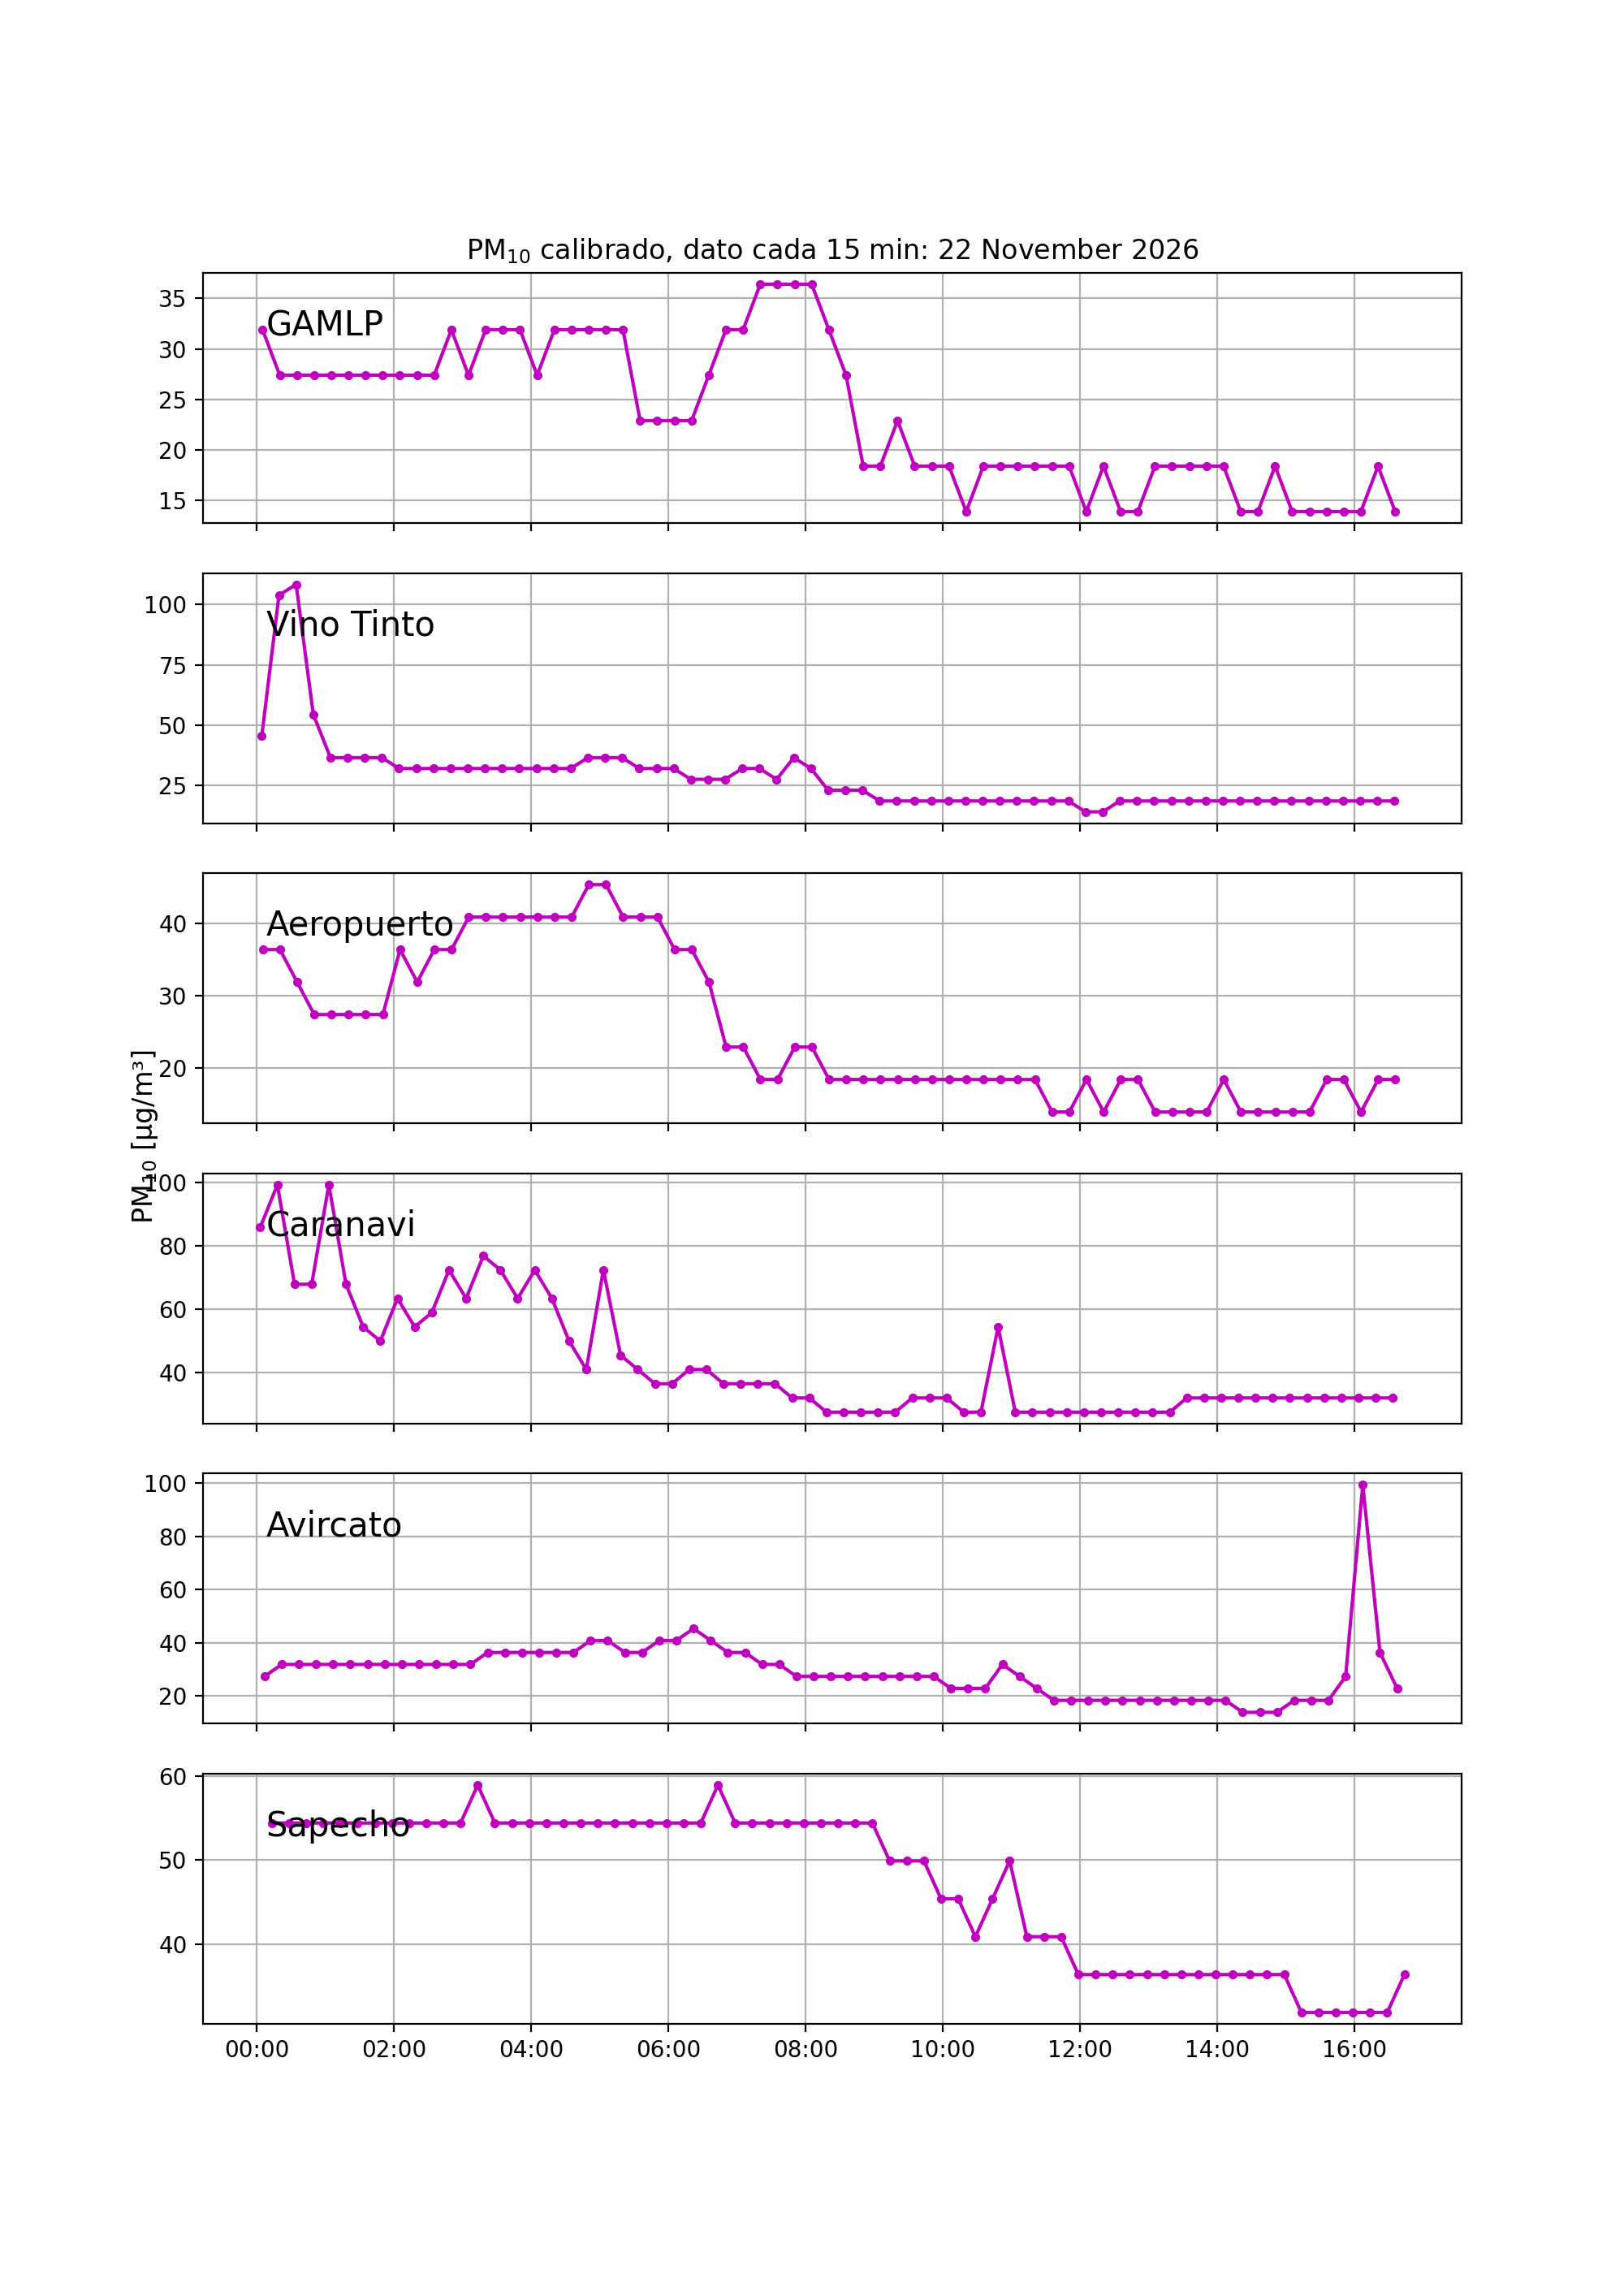 PM₁₀ calibrado, dato cada 15 min: 22 November 2026
35
30
25
20
15
GAMLP
100
75
50
25
Vino Tinto
40
30
20
Aeropuerto
PM₁₀ [µg/m³]
100
80
60
40
Caranavi
100
80
60
40
20
Avircato
60
50
40
Sapecho
00:00 02:00 04:00 06:00 08:00 10:00 12:00 14:00 16:00